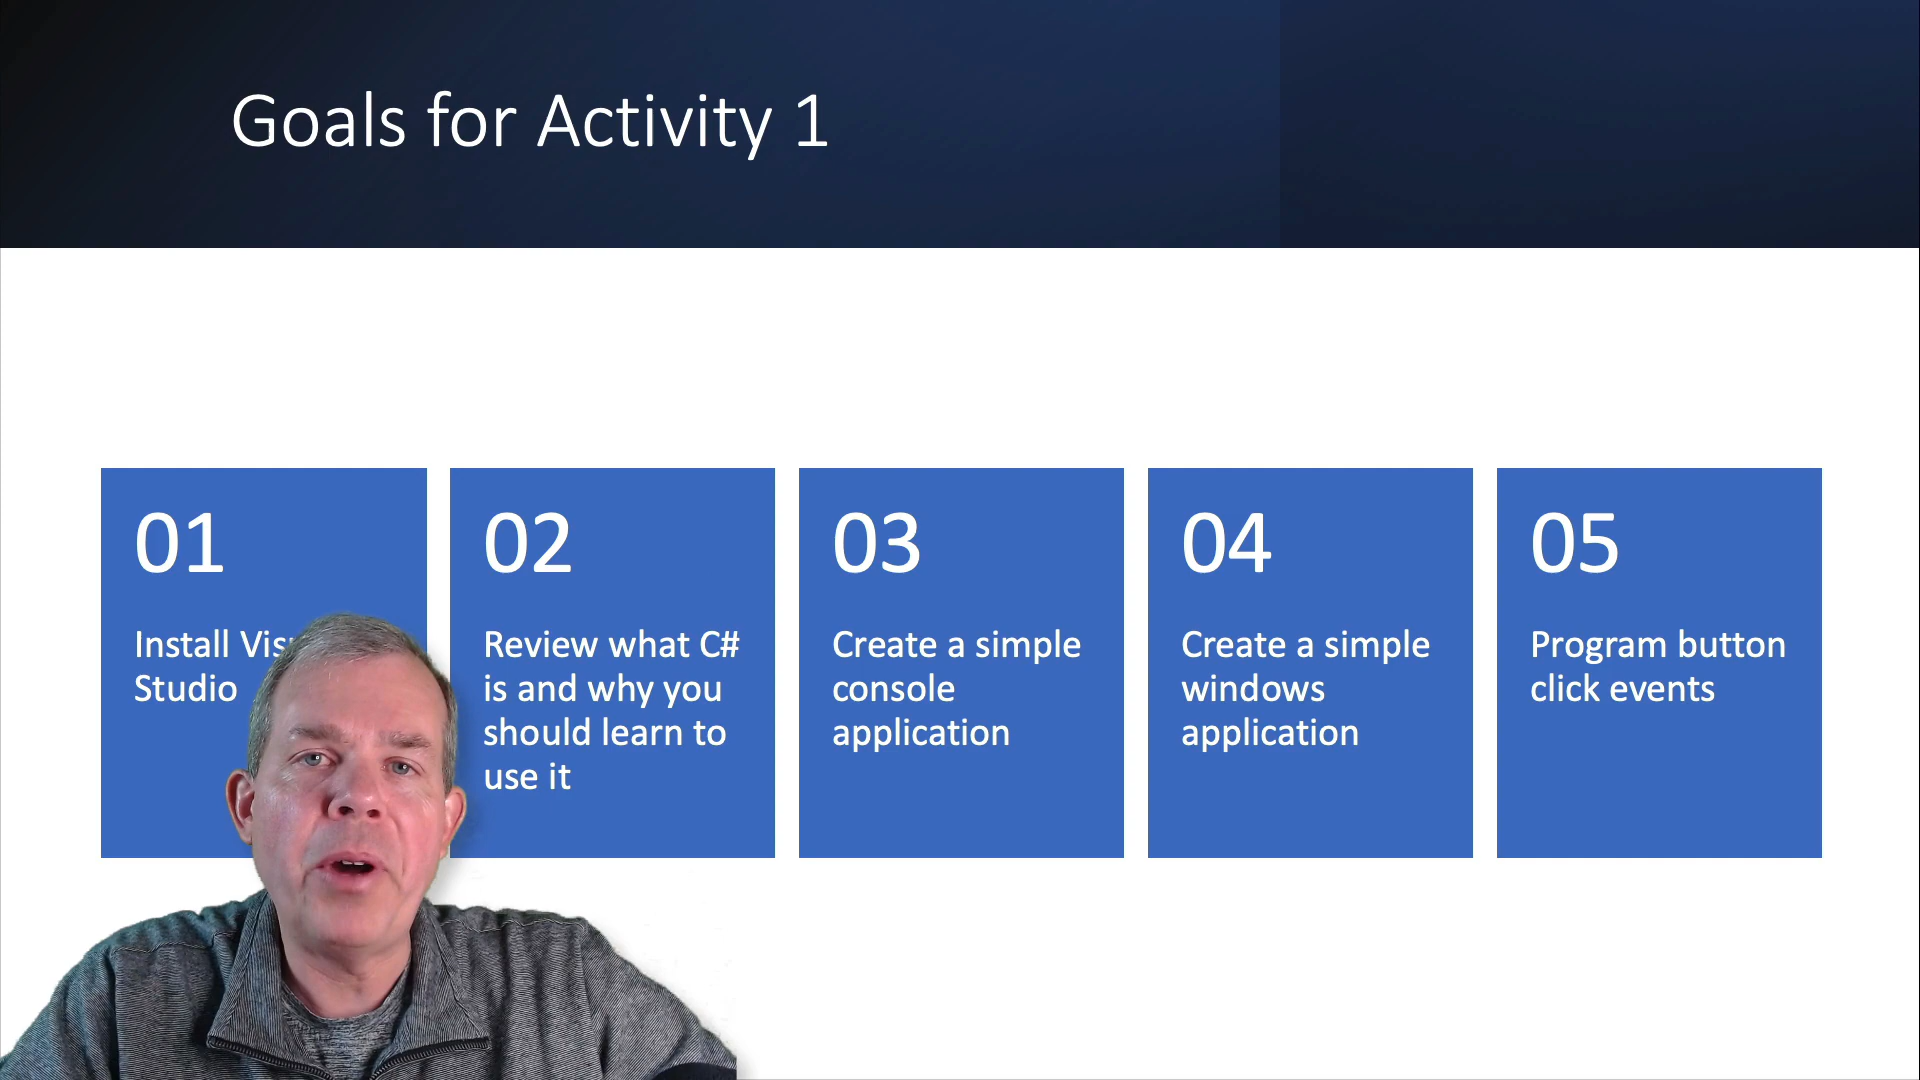 Goals for Activity 1
01
Install
Studio
02
Review what C#
is and why you
should learn to
use it
03
Create a simple
console
application
04
Create a simple
windows
application
05
Program button
click events